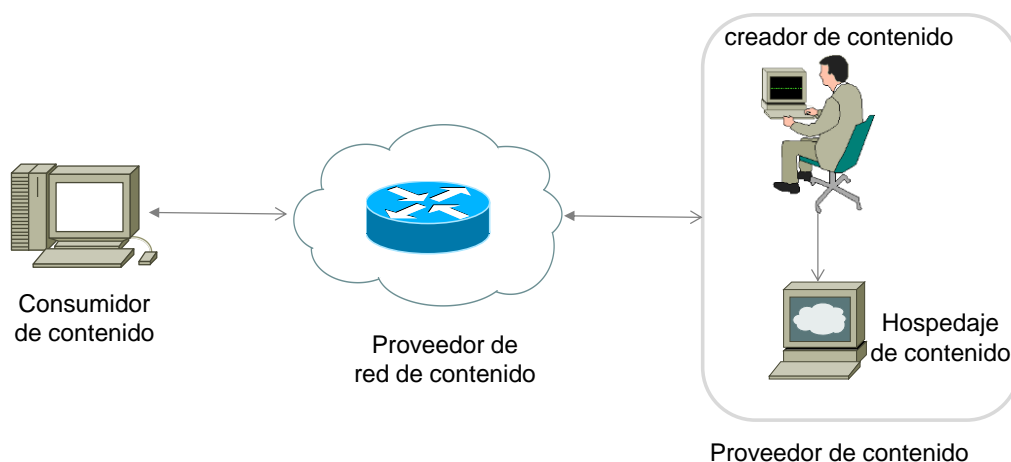 creador de contenido
Consumidor
de contenido
Proveedor de
red de contenido
Hospedaje
de contenido
Proveedor de contenido